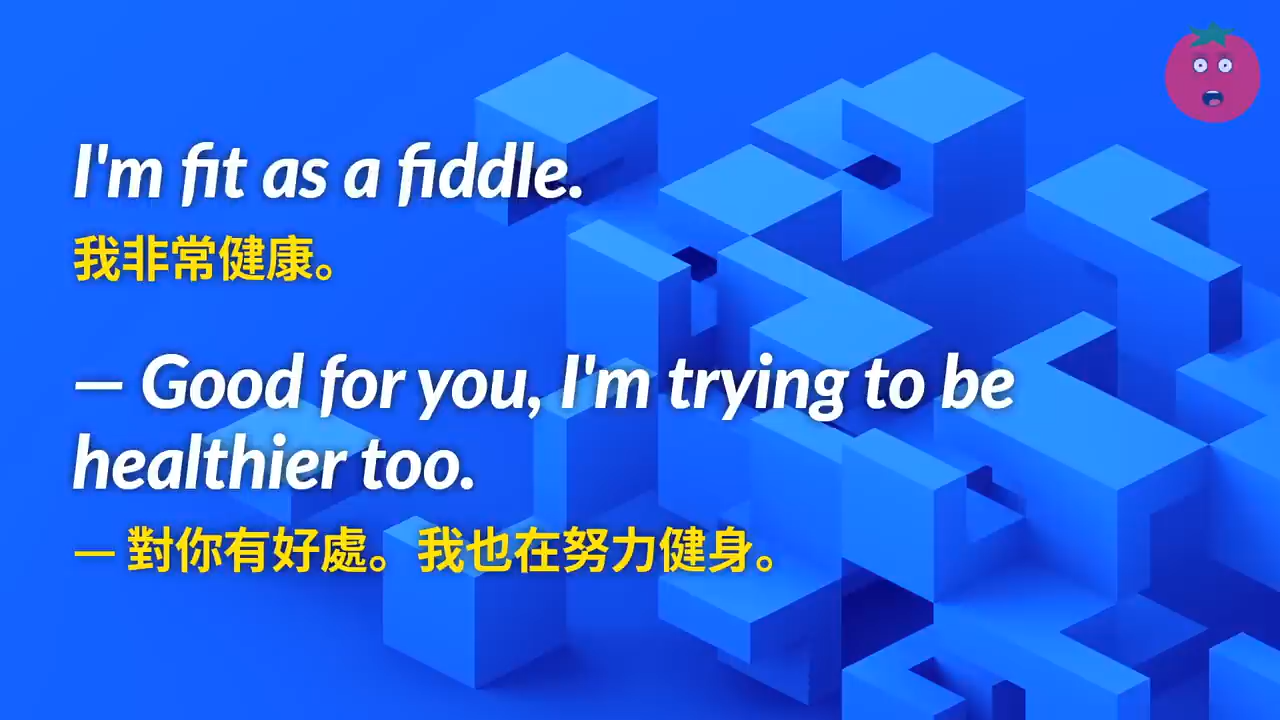 I'm fit as a fiddle.
我非常健康。
— Good for you, I'm trying to be
healthier too.
— 對你有好處。我也在努力健身。